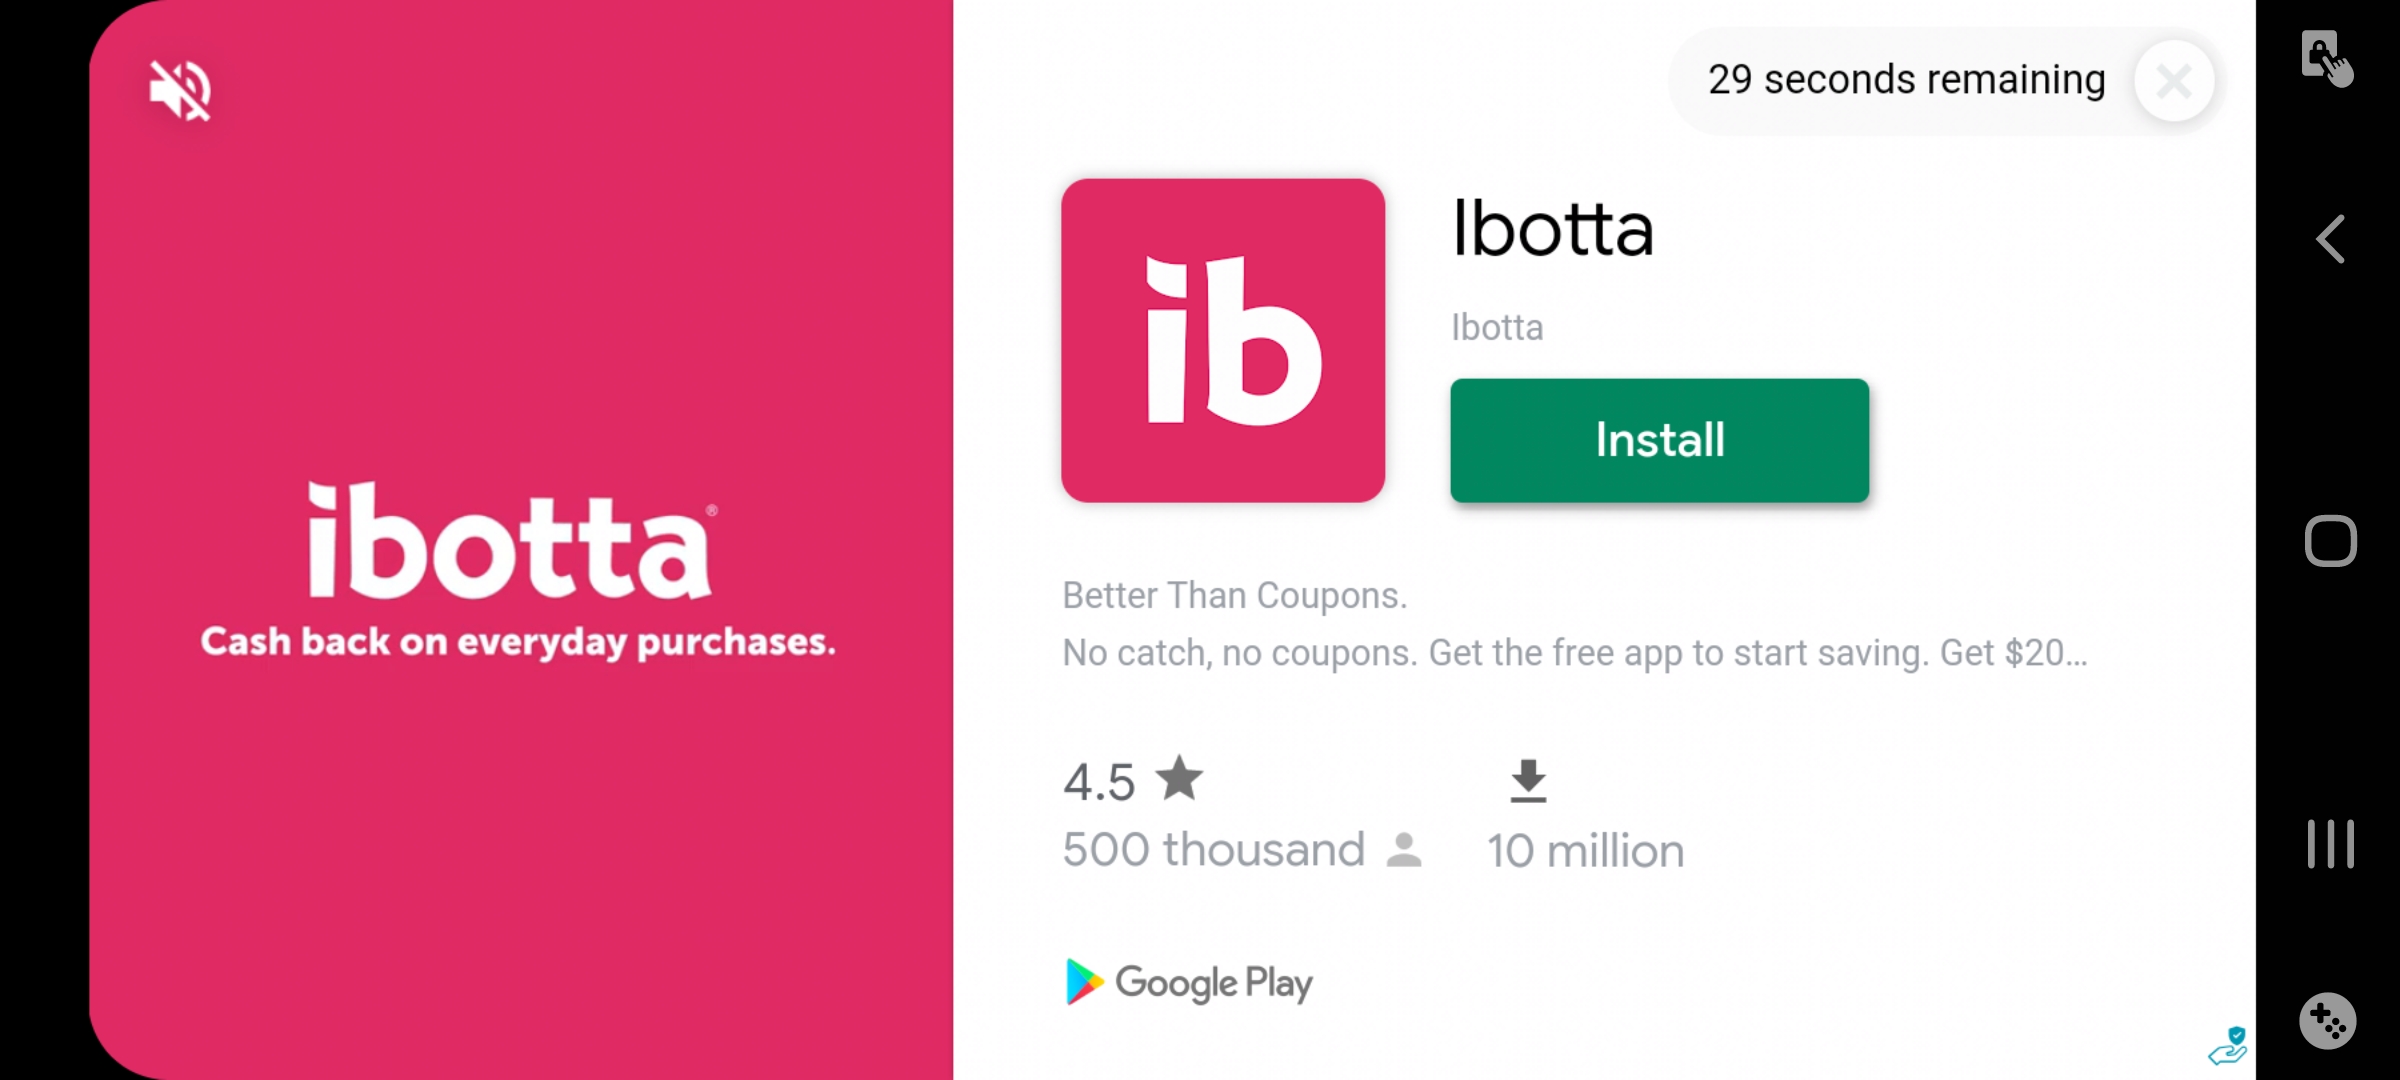 29 seconds remaining
ibotta®
Cash back on everyday purchases.
ib
Ibotta
Ibotta
Install
Better Than Coupons.
No catch, no coupons. Get the free app to start saving. Get $20...
4.5
500 thousand
10 million
Google Play